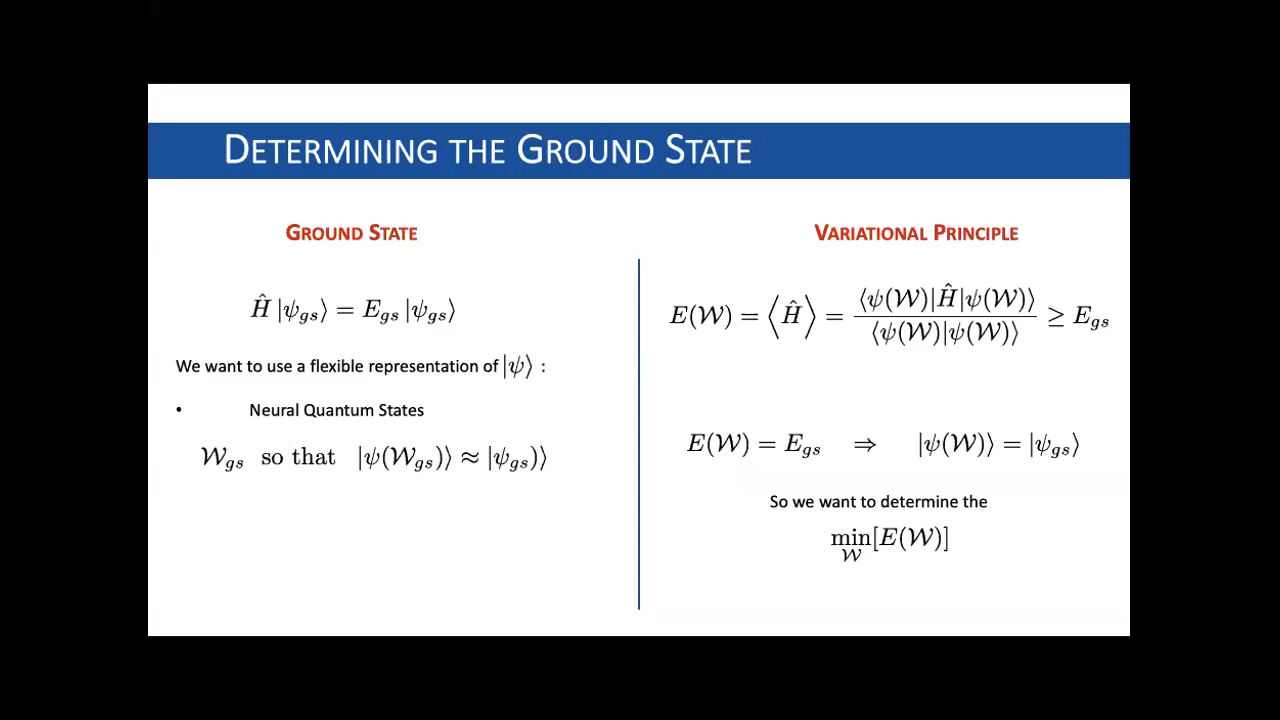 DETERMINING THE GROUND STATE
GROUND STATE
Ĥ |ψ_gs⟩ = E_gs |ψ_gs⟩
We want to use a flexible representation of |ψ⟩ :
• Neural Quantum States
𝒲_gs so that |ψ(𝒲_gs)⟩ ≈ |ψ_gs)⟩
VARIATIONAL PRINCIPLE
E(𝒲) = ⟨Ĥ⟩ = ⟨ψ(𝒲)|Ĥ|ψ(𝒲)⟩ / ⟨ψ(𝒲)|ψ(𝒲)⟩ ≥ E_gs
E(𝒲) = E_gs ⇒ |ψ(𝒲)⟩ = |ψ_gs⟩
So we want to determine the
min_𝒲[E(𝒲)]